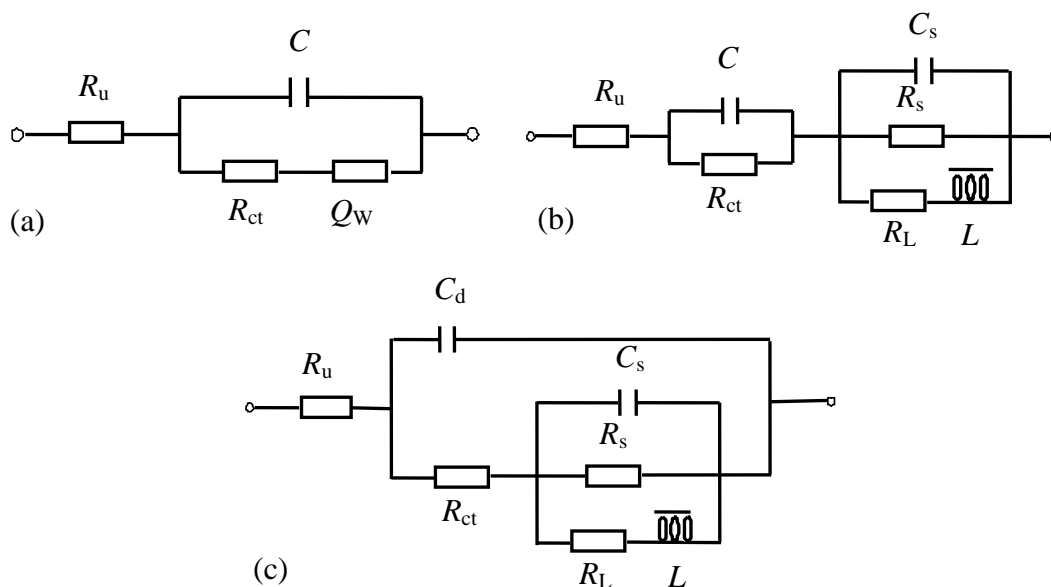 C
R_u
R_ct Q_W
(a)
C_s
C
R_u
R_s
R_ct
R_L L
(b)
C_d
C_s
R_u
R_s
R_ct
R_L L
(c)